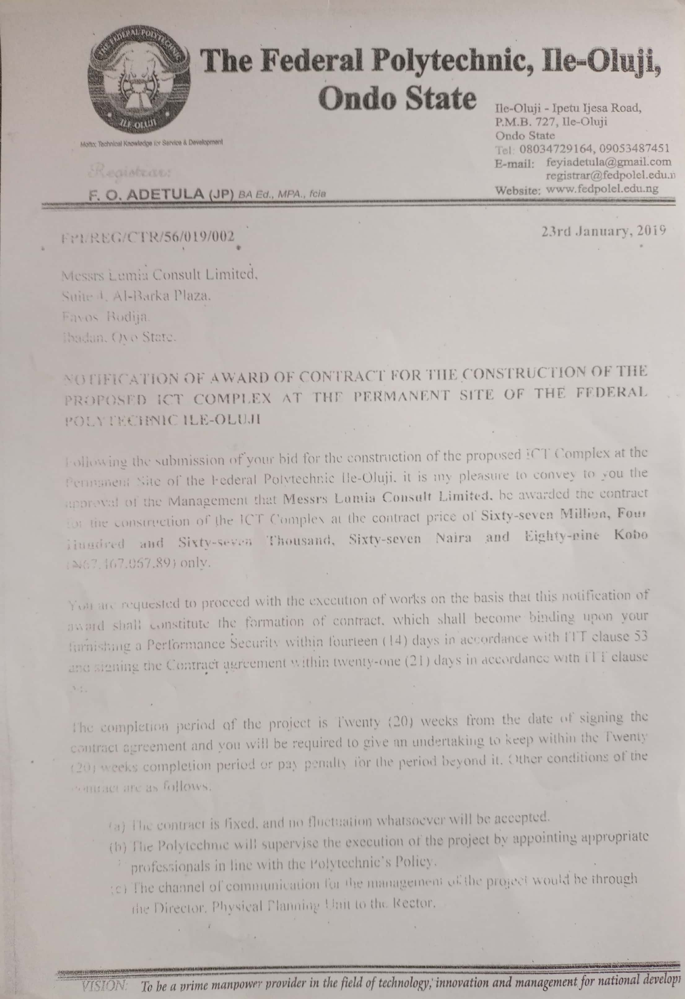 THE FEDERAL POLYTECHNIC
ILE-OLUJI
The Federal Polytechnic, Ile-Oluji,
Ondo State
Motto: Technical Knowledge for Service & Development
Ile-Oluji - Ipetu Ijesa Road,
P.M.B. 727, Ile-Oluji
Ondo State
Tel: 08034729164, 09053487451
E-mail: feyiadetula@gmail.com
registrar@fedpolel.edu.n
Website: www.fedpolel.edu.ng
Registrar:
F. O. ADETULA (JP) BA Ed., MPA., fcia
FPI/REG/CTR/56/019/002
23rd January, 2019
Messrs Lumia Consult Limited,
Suite 4, Al-Barka Plaza,
Favos, Bodija,
Ibadan, Oyo State.
NOTIFICATION OF AWARD OF CONTRACT FOR THE CONSTRUCTION OF THE
PROPOSED ICT COMPLEX AT THE PERMANENT SITE OF THE FEDERAL
POLYTECHNIC ILE-OLUJI
Following the submission of your bid for the construction of the proposed ICT Complex at the
Permanent Site of the Federal Polytechnic Ile-Oluji, it is my pleasure to convey to you the
approval of the Management that Messrs Lumia Consult Limited, be awarded the contract
for the construction of the ICT Complex at the contract price of Sixty-seven Million, Four
Hundred and Sixty-seven Thousand, Sixty-seven Naira and Eighty-nine Kobo
(₦67,467,067.89) only.
You are requested to proceed with the execution of works on the basis that this notification of
award shall constitute the formation of contract, which shall become binding upon your
furnishing a Performance Security within fourteen (14) days in accordance with ITT clause 53
and signing the Contract agreement within twenty-one (21) days in accordance with ITT clause
The completion period of the project is Twenty (20) weeks from the date of signing the
contract agreement and you will be required to give an undertaking to keep within the Twenty
(20) weeks completion period or pay penalty for the period beyond it. Other conditions of the
contract are as follows:
(a) The contract is fixed, and no fluctuation whatsoever will be accepted.
(b) The Polytechnic will supervise the execution of the project by appointing appropriate
professionals in line with the Polytechnic's Policy.
(c) The channel of communication for the management of the project would be through
the Director, Physical Planning Unit to the Rector.
VISION: To be a prime manpower provider in the field of technology, innovation and management for national develop